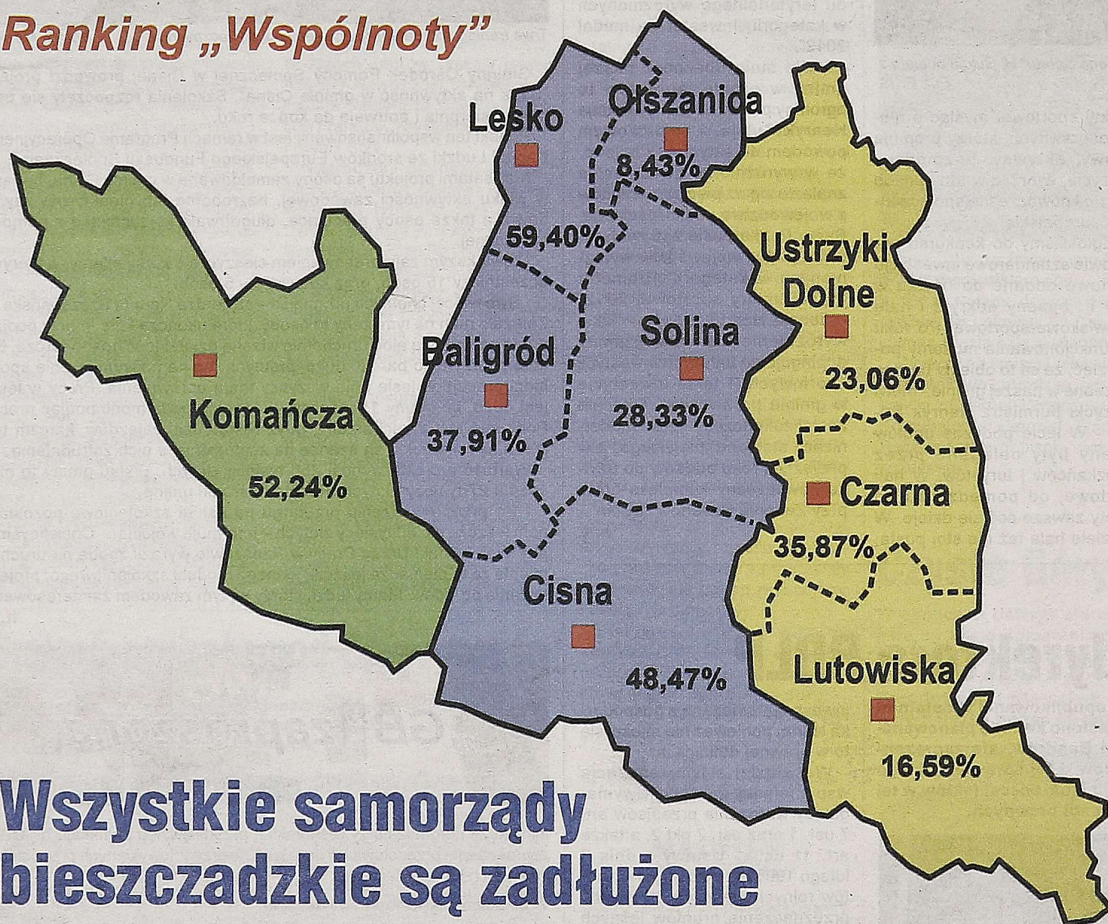 Ranking „Wspólnoty”
Olszanica
Lesko
8,43%
59,40%
Ustrzyki
Dolne
Solina
Baligród
23,06%
Komańcza
28,33%
37,91%
52,24%
Czarna
35,87%
Cisna
Lutowiska
48,47%
16,59%
Wszystkie samorządy
bieszczadzkie są zadłużone